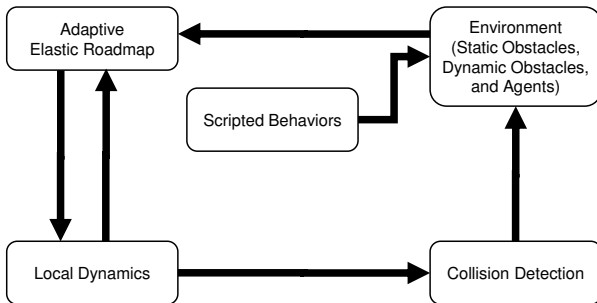 Adaptive
Elastic Roadmap
Environment
(Static Obstacles,
Dynamic Obstacles,
and Agents)
Scripted Behaviors
Local Dynamics
Collision Detection